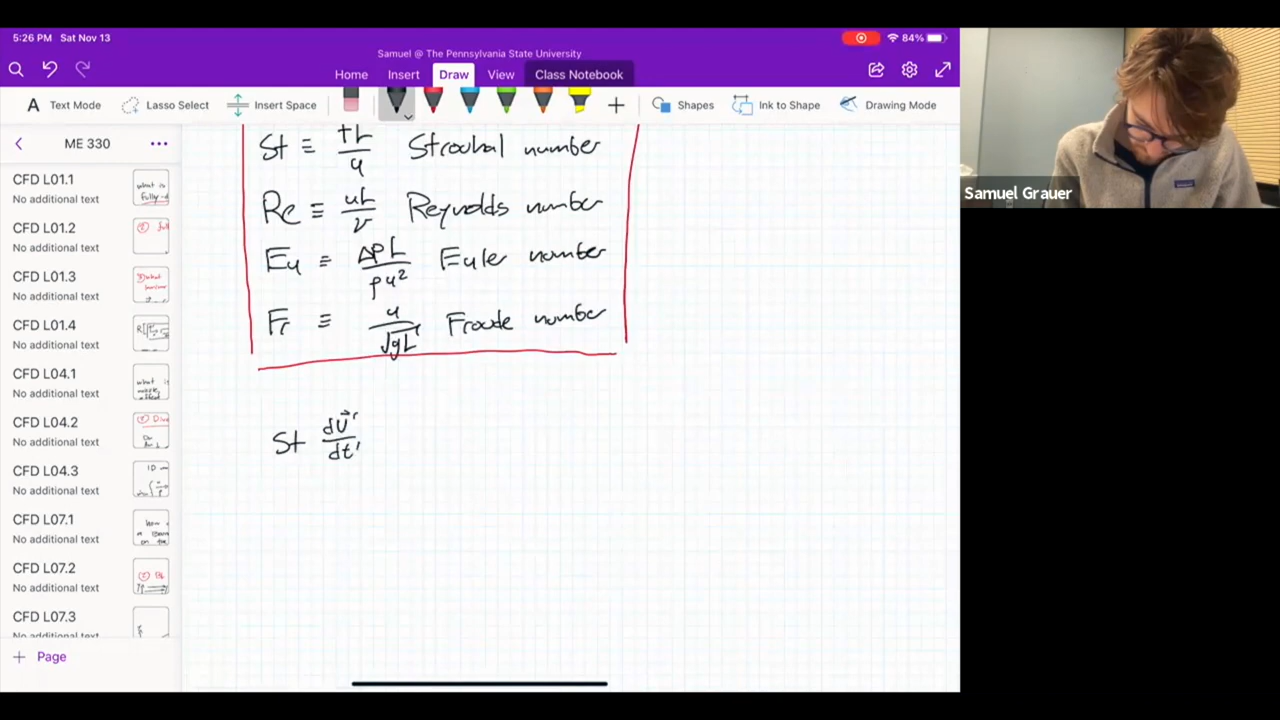 5:26 PM Sat Nov 13
84%
Samuel @ The Pennsylvania State University
Home Insert Draw View Class Notebook
A Text Mode Lasso Select Insert Space Shapes Ink to Shape Drawing Mode
ME 330
CFD L01.1
No additional text
CFD L01.2
No additional text
CFD L01.3
No additional text
CFD L01.4
No additional text
CFD L04.1
No additional text
CFD L04.2
No additional text
CFD L04.3
No additional text
CFD L07.1
No additional text
CFD L07.2
No additional text
CFD L07.3
No additional text
+ Page
St ≡ fL/u Strouhal number
Re ≡ uL/ν Reynolds number
Eu ≡ ΔPL/ρu² Euler number
Fr ≡ u/√gL Froude number
St dU⃗'/dt'
Samuel Grauer
patagonia